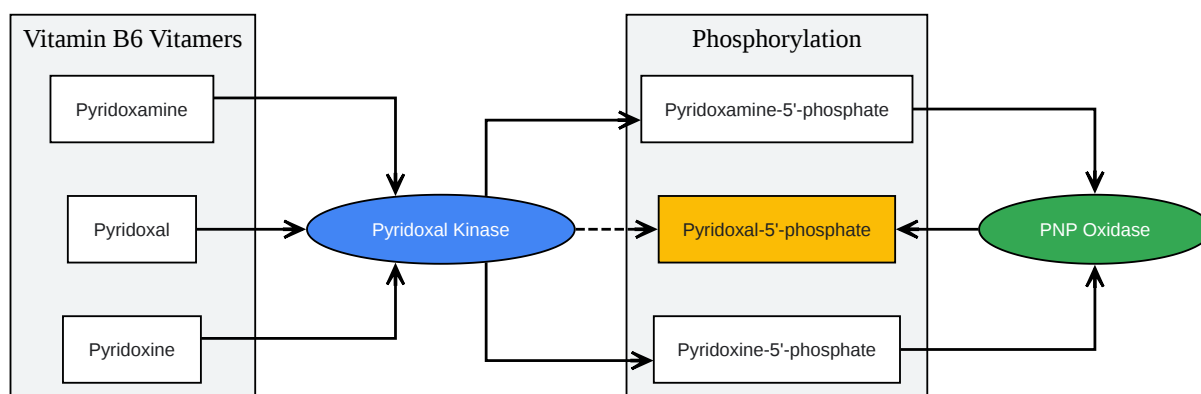 Vitamin B6 Vitamers
Phosphorylation
Pyridoxamine
Pyridoxamine-5'-phosphate
Pyridoxal
Pyridoxal Kinase
Pyridoxal-5'-phosphate
PNP Oxidase
Pyridoxine
Pyridoxine-5'-phosphate